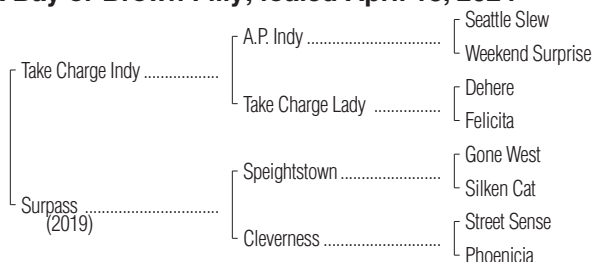 Bay or Brown Filly; foaled April 2024
Seattle Slew
A.P. Indy ....................................
Weekend Surprise
Take Charge Indy ...................
Dehere
Take Charge Lady .................
Felicita
Gone West
Speightstown ..........................
Silken Cat
Surpass ...................................
(2019)
Street Sense
Cleverness ...............................
Phoenicia